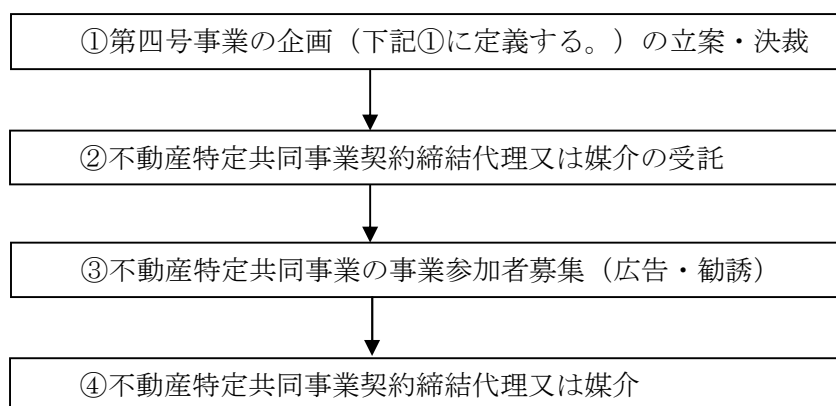 ①第四号事業の企画（下記①に定義する。）の立案・決裁
②不動産特定共同事業契約締結代理又は媒介の受託
③不動産特定共同事業の事業参加者募集（広告・勧誘）
④不動産特定共同事業契約締結代理又は媒介